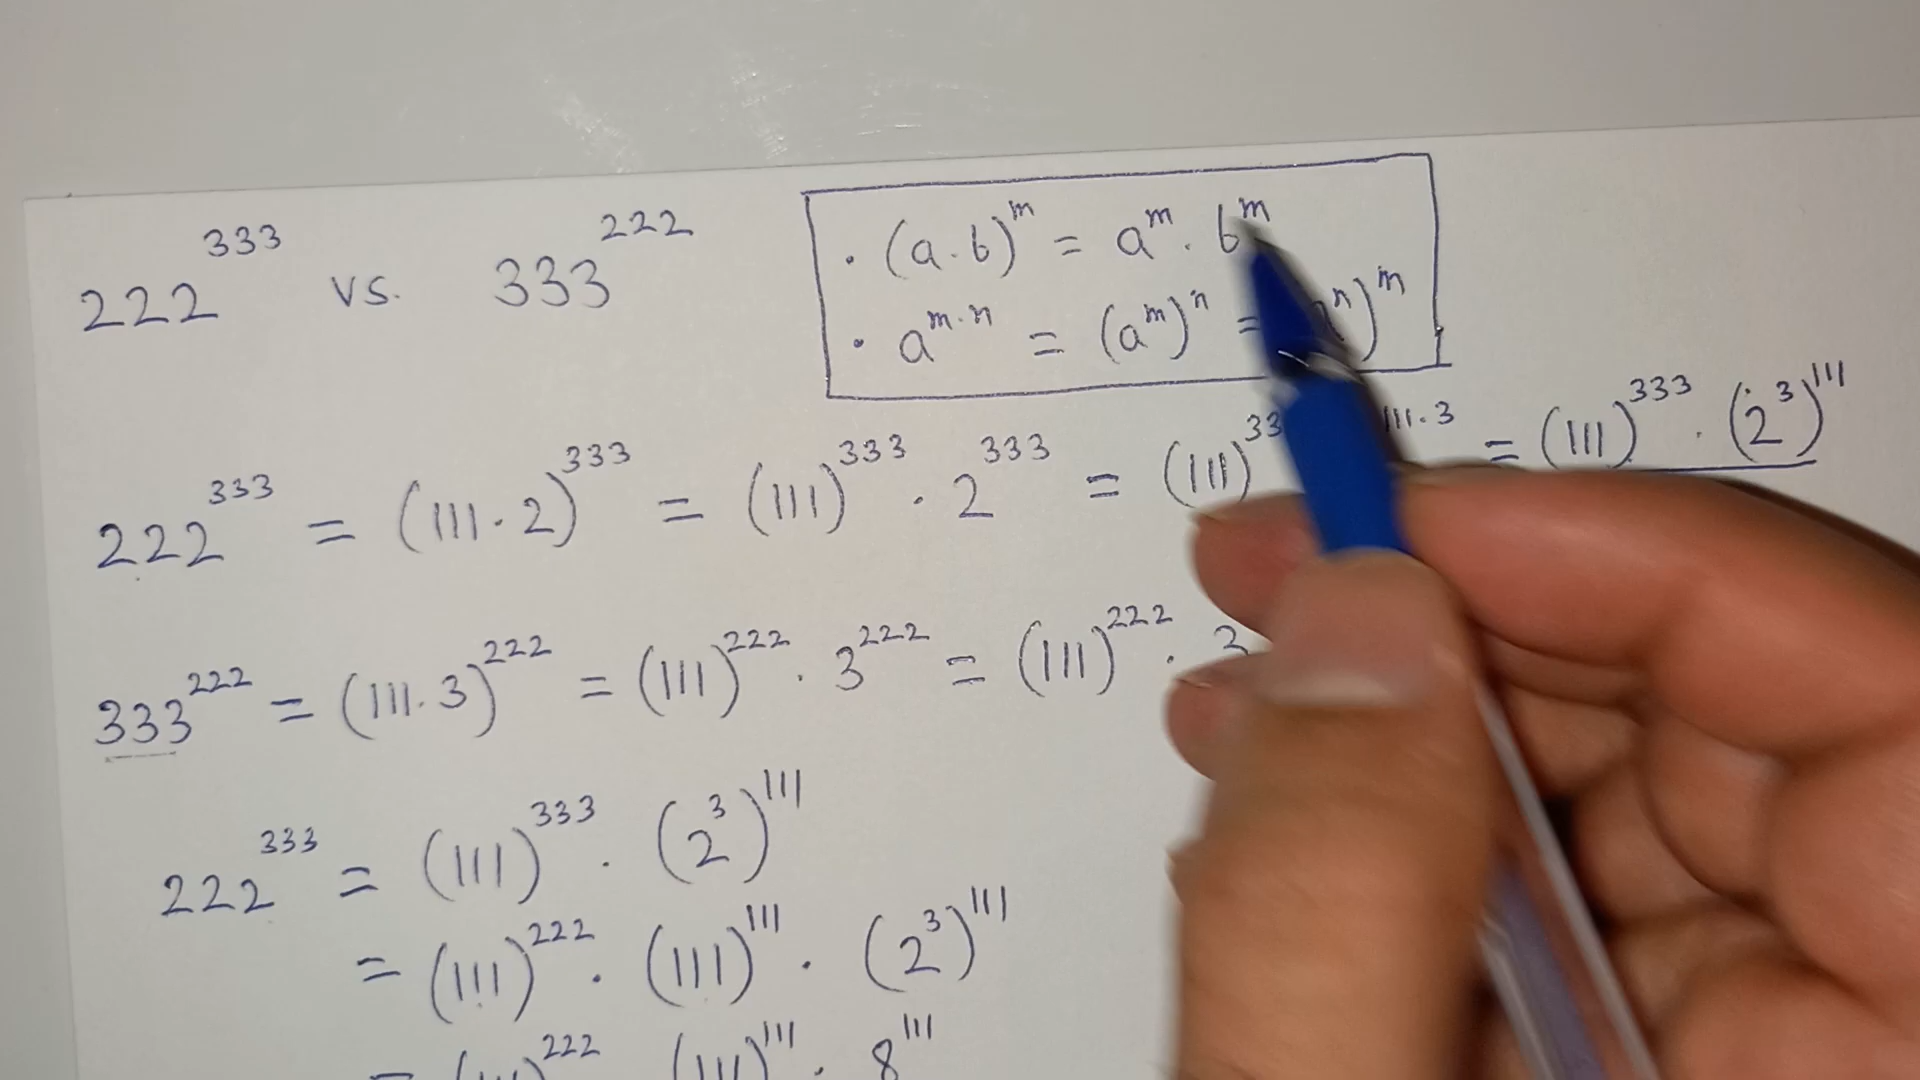 222^333 vs. 333^222
· (a·b)^m = a^m · b^m
· a^m·n = (a^m)^n = ^n)^m
222^333 = (111·2)^333 = (111)^333 · 2^333 = (111)^33 111·3 = (111)^333 · (2^3)^111
333^222 = (111·3)^222 = (111)^222 · 3^222 = (111)^222 · 3
222^333 = (111)^333 · (2^3)^111
= (111)^222 · (111)^111 · (2^3)^111
= (111)^222 (111)^111 · 8^111